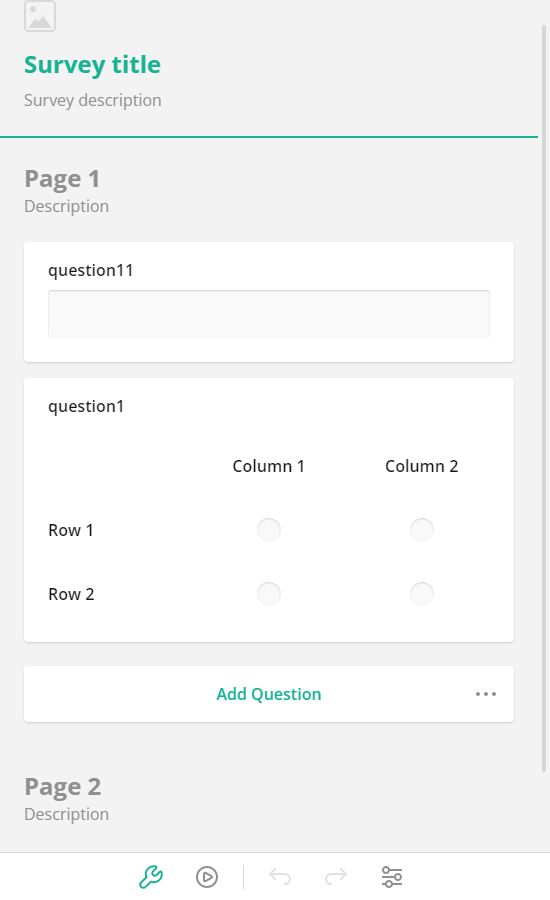 Survey title
Survey description
Page 1
Description
question11
question1
Column 1 Column 2
Row 1
Row 2
Add Question
Page 2
Description